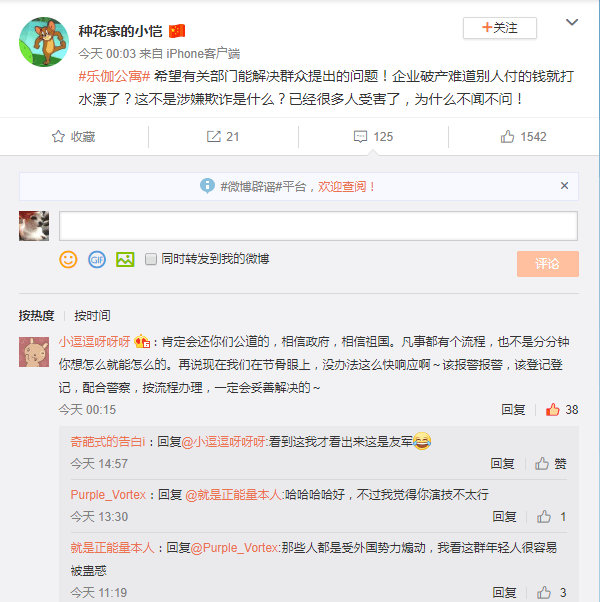 种花家的小恺
+关注
今天 00:03 来自 iPhone客户端
#乐伽公寓# 希望有关部门能解决群众提出的问题！企业破产难道别人付的钱就打
水漂了？这不是涉嫌欺诈是什么？已经很多人受害了，为什么不闻不问！
收藏 21 125 1542
#微博辟谣#平台，欢迎查阅！ ×
GIF 同时转发到我的微博 评论
按热度 按时间
小逗逗呀呀呀 ：肯定会还你们公道的，相信政府，相信祖国。凡事都有个流程，也不是分分钟
你想怎么就能怎么的。再说现在我们在节骨眼上，没办法这么快响应啊～该报警报警，该登记登
记，配合警察，按流程办理，一定会妥善解决的～
今天 00:15 回复 38
奇葩式的告白i：回复@小逗逗呀呀呀:看到这我才看出来这是友军
今天 14:57 回复 赞
Purple_Vortex：回复 @就是正能量本人:哈哈哈哈好，不过我觉得你演技不太行
今天 13:30 回复 1
就是正能量本人：回复@Purple_Vortex:那些人都是受外国势力煽动，我看这群年轻人很容易
被蛊惑
今天 11:19 回复 3